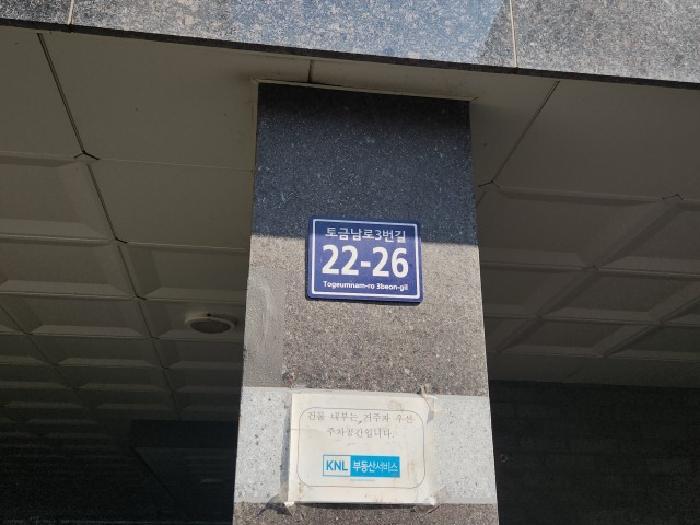 토금남로3번길
22-26
Togeumnam-ro 3beon-gil
건물 내부는 거주자 우선
주차공간입니다.
KNL 부동산서비스